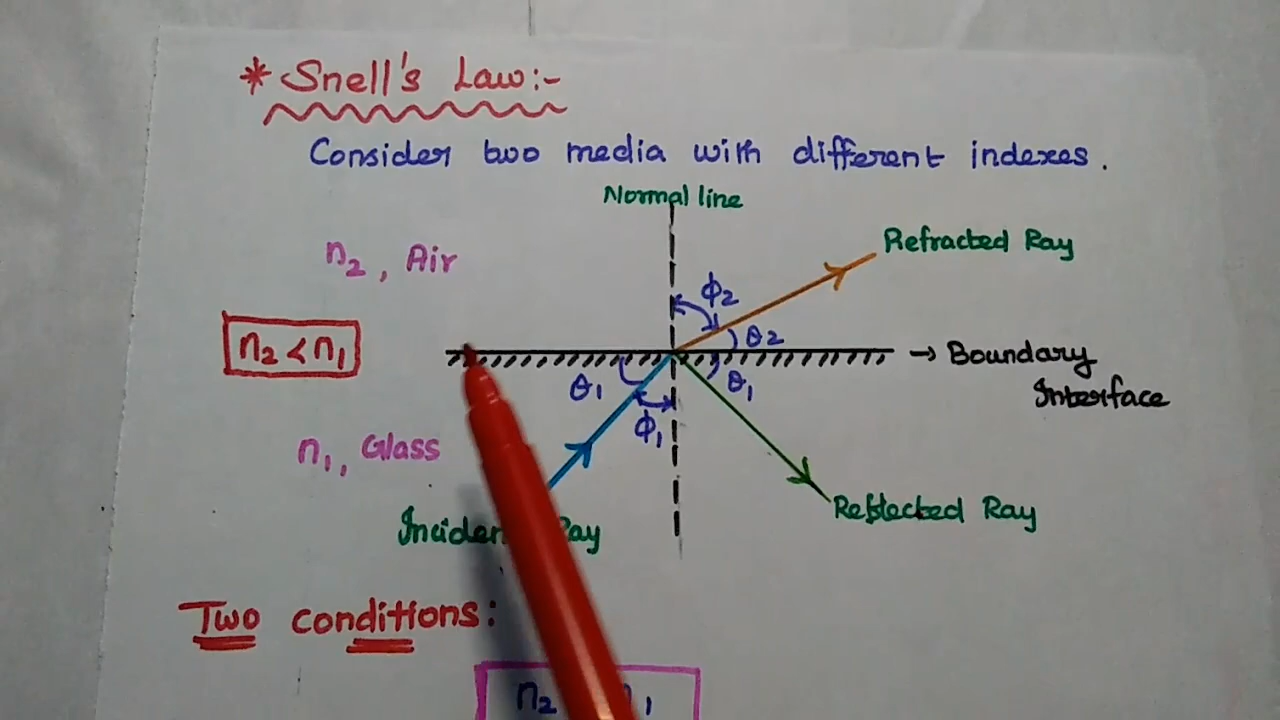 * Snell's Law:-
Consider two media with different indexes.
Normal line
Refracted Ray
n₂, Air
ϕ₂
θ₂
n₂ < n₁
→ Boundary
Interface
θ₁
θ₁
ϕ₁
n₁, Glass
Reflected Ray
Ray
Two conditions:
n₂
n₁